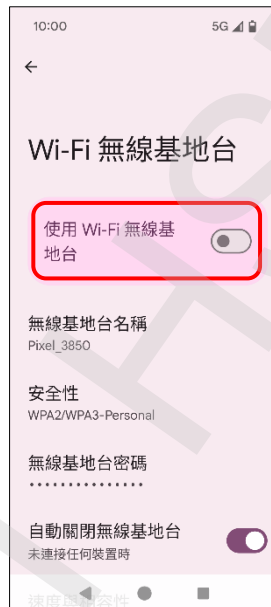 10:00
5G
Wi-Fi 無線基地台
使用 Wi-Fi 無線基
地台
無線基地台名稱
Pixel_3850
安全性
WPA2/WPA3-Personal
無線基地台密碼
•••••••••••••••
自動關閉無線基地台
未連接任何裝置時